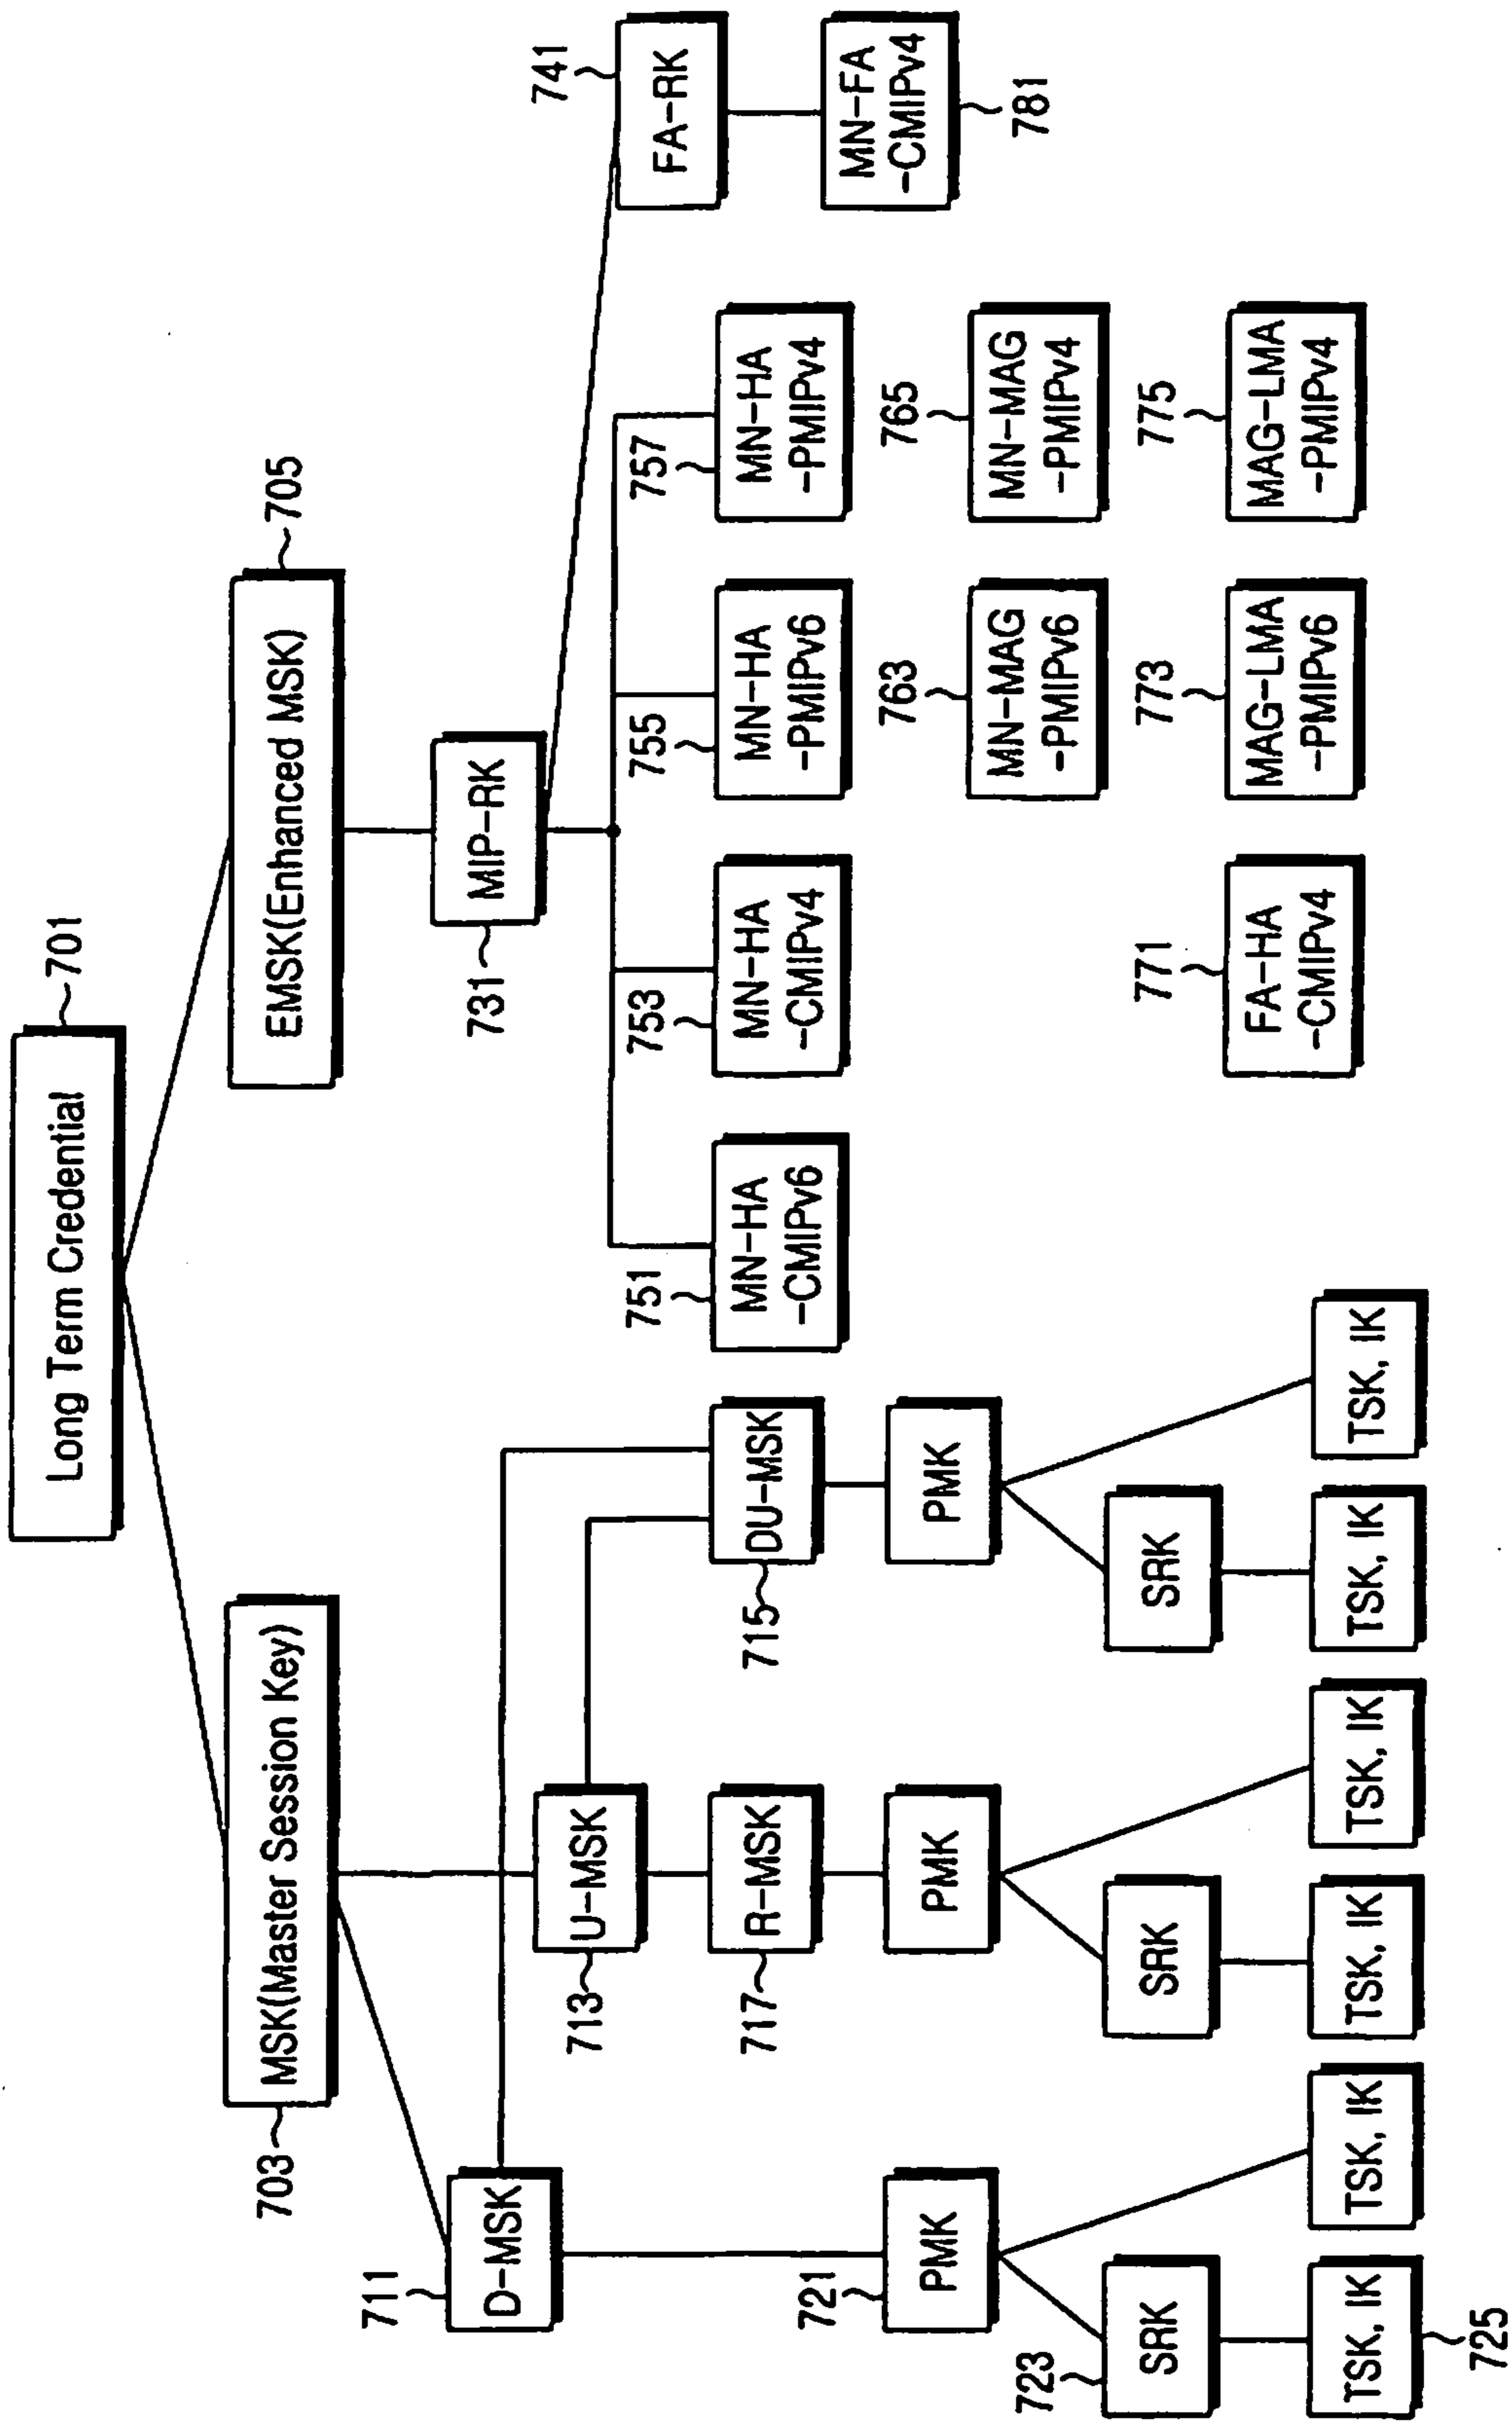 Long Term Credential
701
MSK(Master Session Key)
703
EMSK(Enhanced MSK)
705
D-MSK
711
U-MSK
713
MIP-RK
731
FA-RK
741
R-MSK
717
DU-MSK
715
MN-HA
-CMIPv6
751
MN-HA
-CMIPv4
753
MN-HA
-PMIPv6
755
MN-HA
-PMIPv4
757
MN-FA
-CMIPv4
781
PMK
721
PMK
PMK
MN-MAG
-PMIPv6
763
MN-MAG
-PMIPv4
765
SRK
723
SRK
SRK
FA-HA
-CMIPv4
771
MAG-LMA
-PMIPv6
773
MAG-LMA
-PMIPv4
775
TSK, IK
725
TSK, IK
TSK, IK
TSK, IK
TSK, IK
TSK, IK